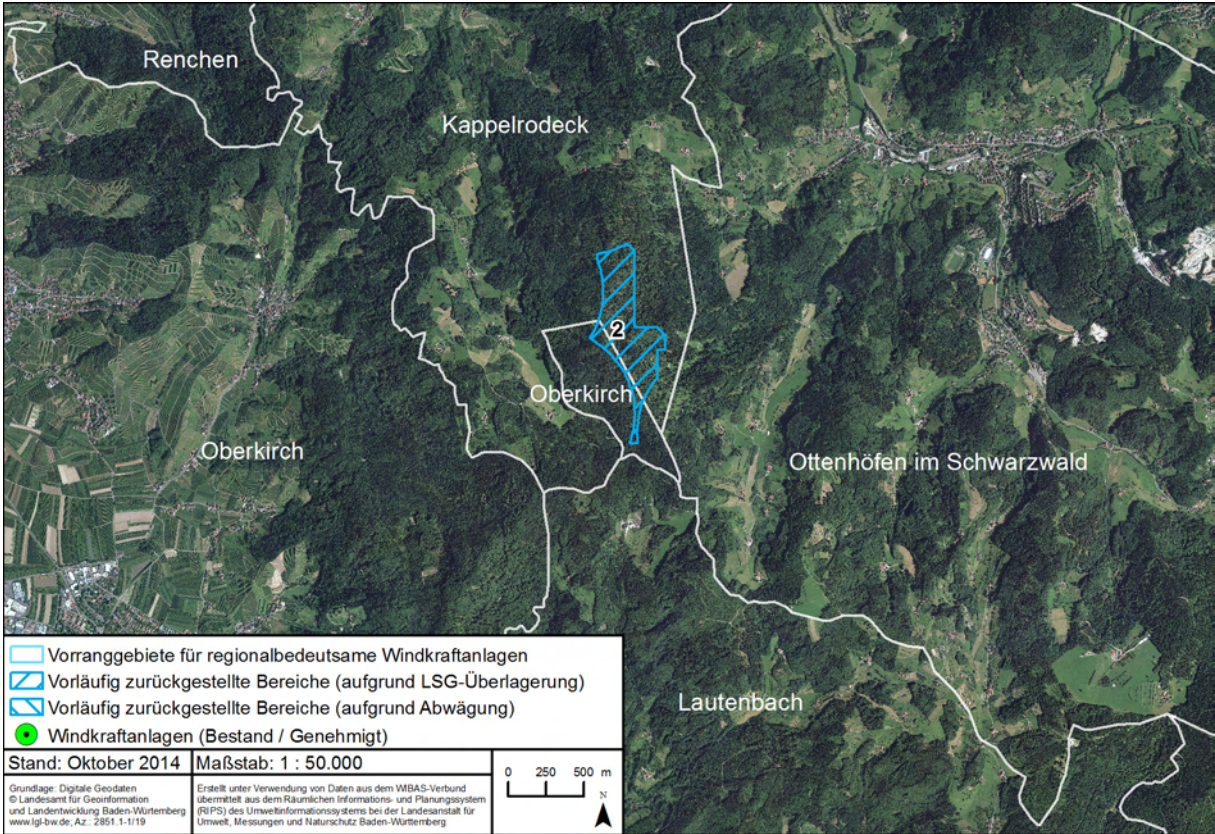 Renchen
Kappelrodeck
2
Oberkirch
Oberkirch
Ottenhöfen im Schwarzwald
Lautenbach
Vorranggebiete für regionalbedeutsame Windkraftanlagen
Vorläufig zurückgestellte Bereiche (aufgrund LSG-Überlagerung)
Vorläufig zurückgestellte Bereiche (aufgrund Abwägung)
Windkraftanlagen (Bestand / Genehmigt)
Stand: Oktober 2014
Maßstab: 1 : 50.000
Grundlage: Digitale Geodaten
© Landesamt für Geoinformation
und Landentwicklung Baden-Würtemberg
www.lgl-bw.de; Az.: 2851.1-1/19
Erstellt unter Verwendung von Daten aus dem WIBAS-Verbund
übermittelt aus dem Räumlichen Informations- und Planungssystem
(RIPS) des Umweltinformationssystems bei der Landesanstalt für
Umwelt, Messungen und Naturschutz Baden-Württemberg
0 250 500 m
N